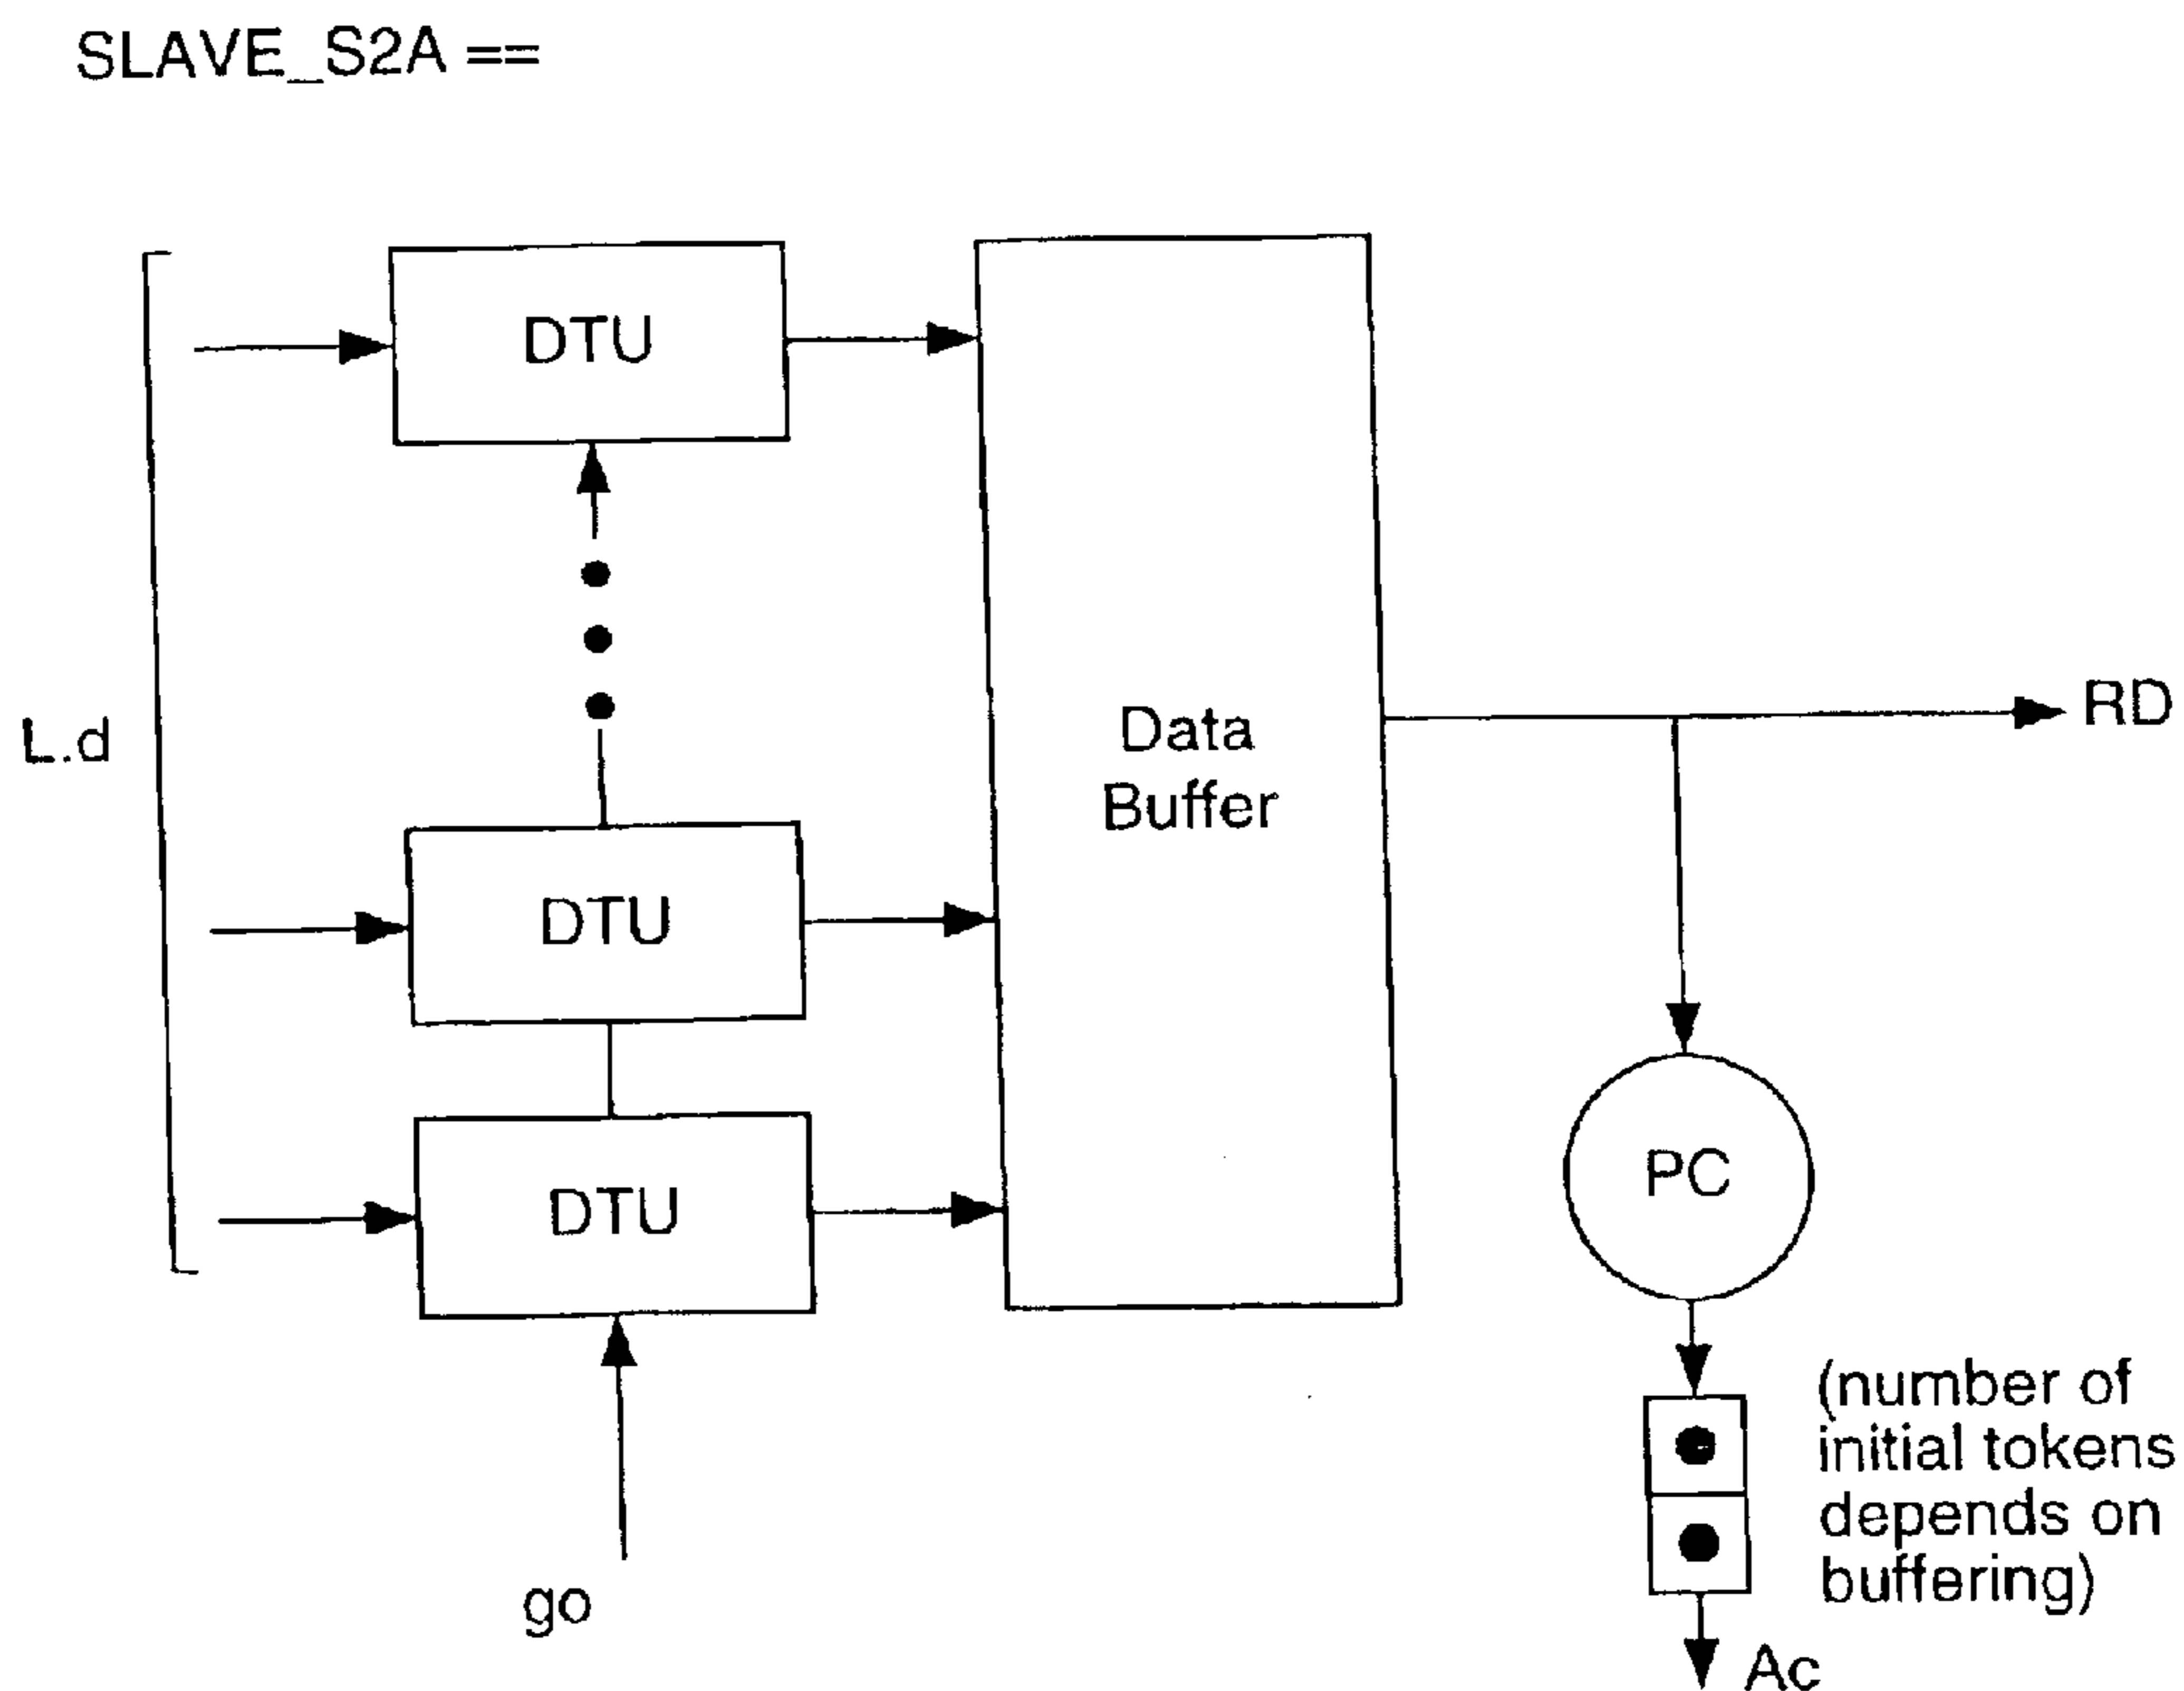 SLAVE_S2A ==
DTU
L.d
Data
Buffer
RD
DTU
DTU
PC
(number of
initial tokens
depends on
buffering)
go
Ac